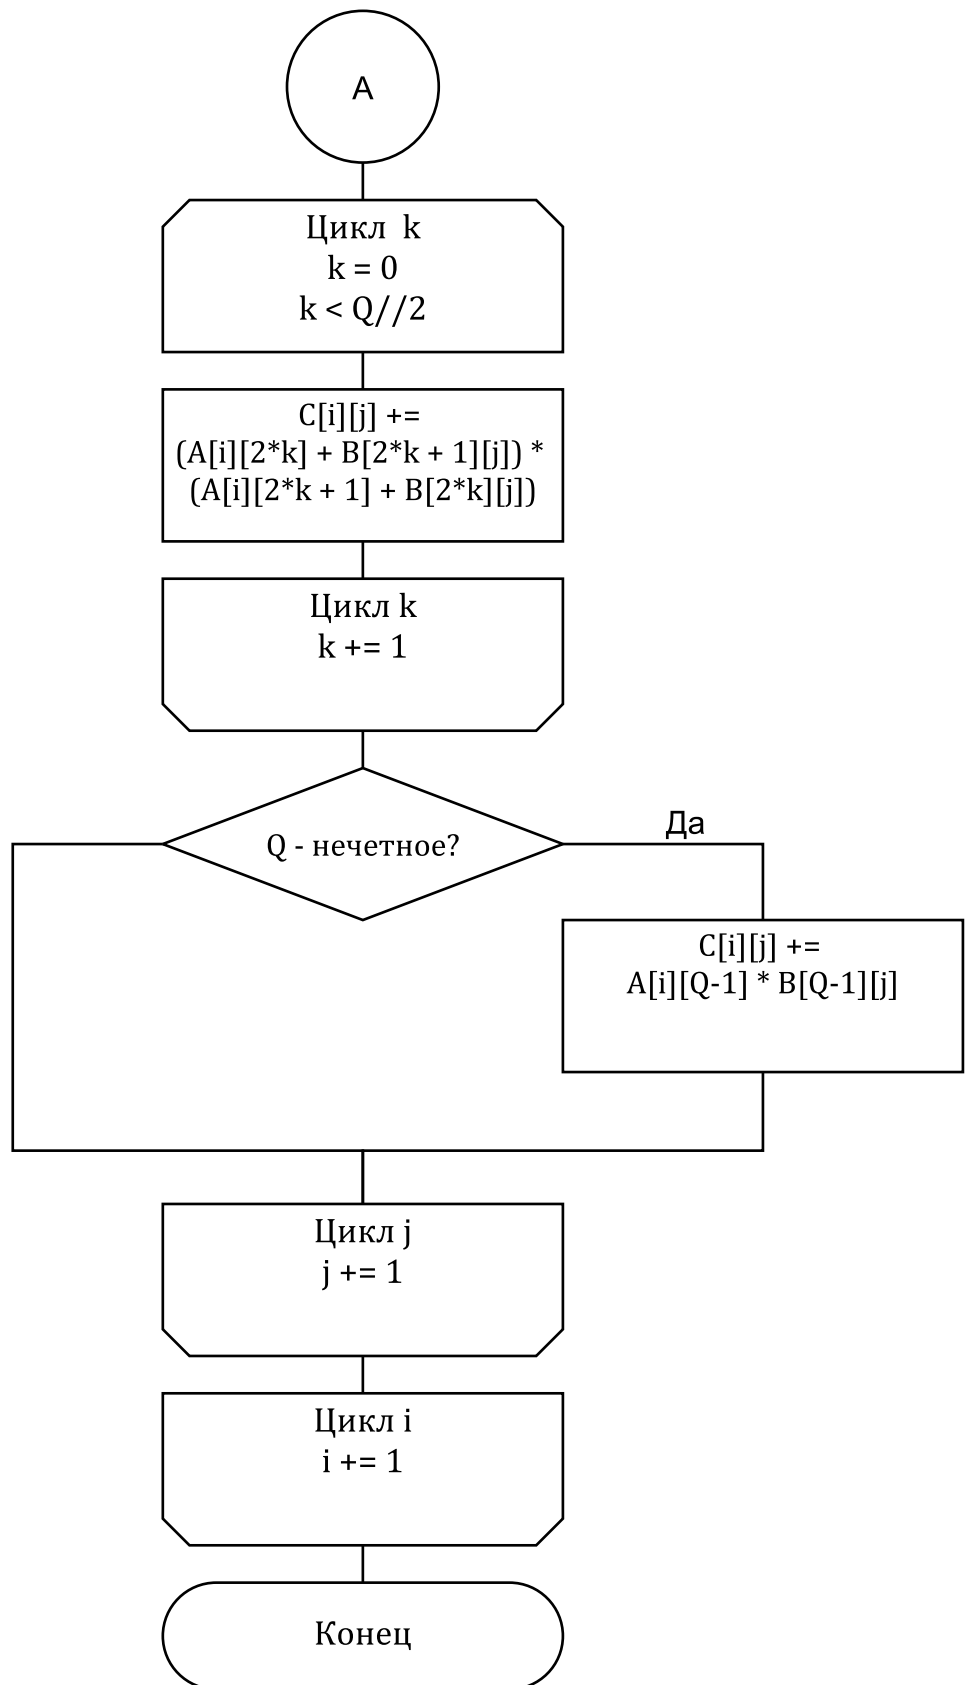 А
Цикл k
k = 0
k < Q//2
C[i][j] +=
(A[i][2*k] + B[2*k + 1][j]) *
(A[i][2*k + 1] + B[2*k][j])
Цикл k
k += 1
Q - нечетное?
Да
C[i][j] +=
A[i][Q-1] * B[Q-1][j]
Цикл j
j += 1
Цикл i
i += 1
Конец